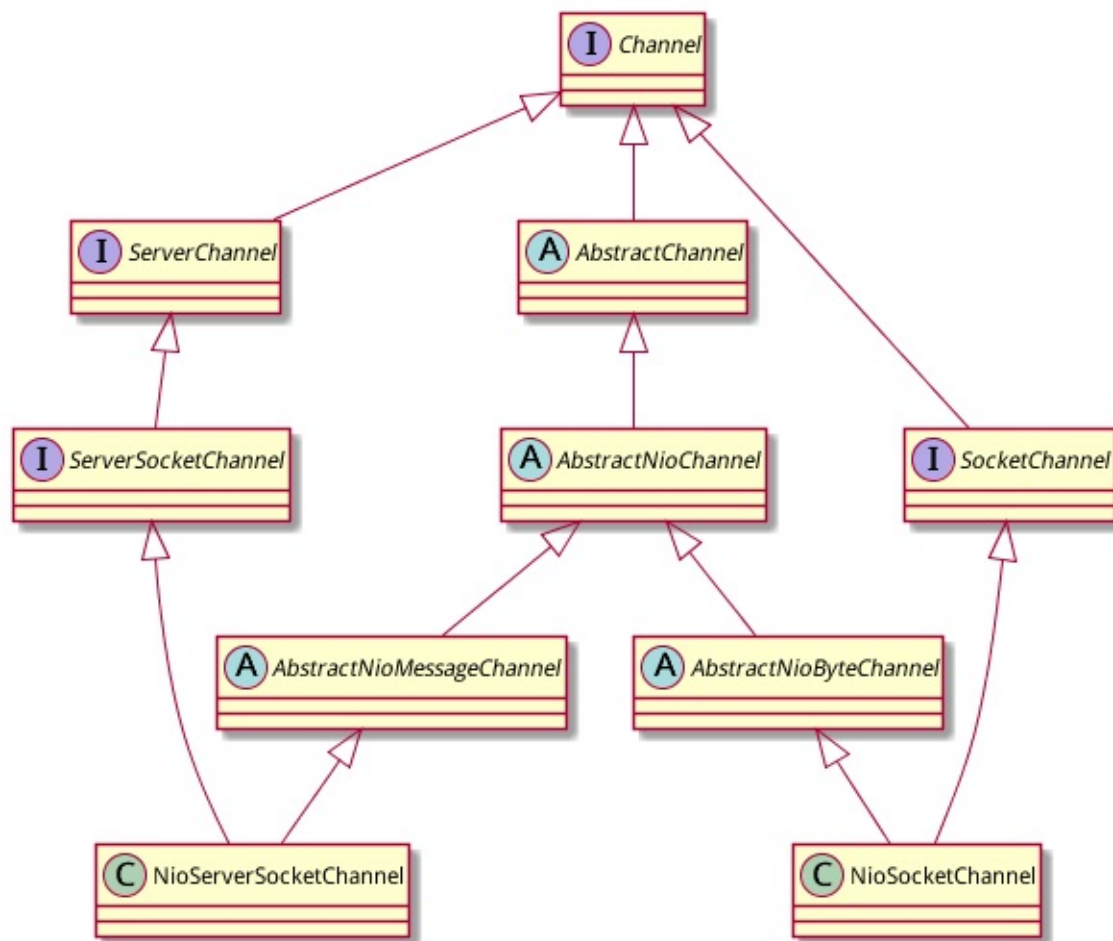 I Channel
I ServerChannel
A AbstractChannel
I ServerSocketChannel
A AbstractNioChannel
I SocketChannel
A AbstractNioMessageChannel
A AbstractNioByteChannel
C NioServerSocketChannel
C NioSocketChannel